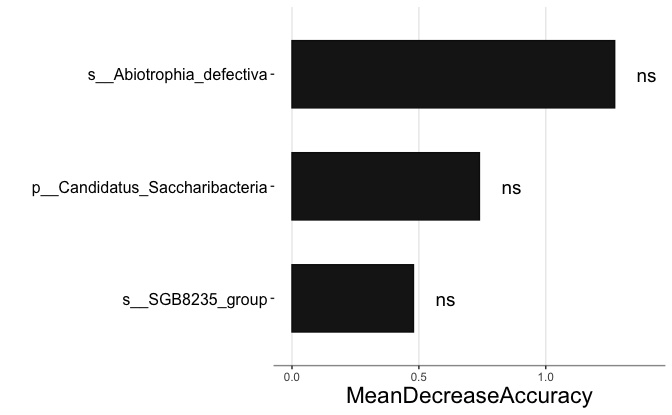 s__Abiotrophia_defectiva
ns
p__Candidatus_Saccharibacteria
ns
s__SGB8235_group
ns
0.0 0.5 1.0
MeanDecreaseAccuracy